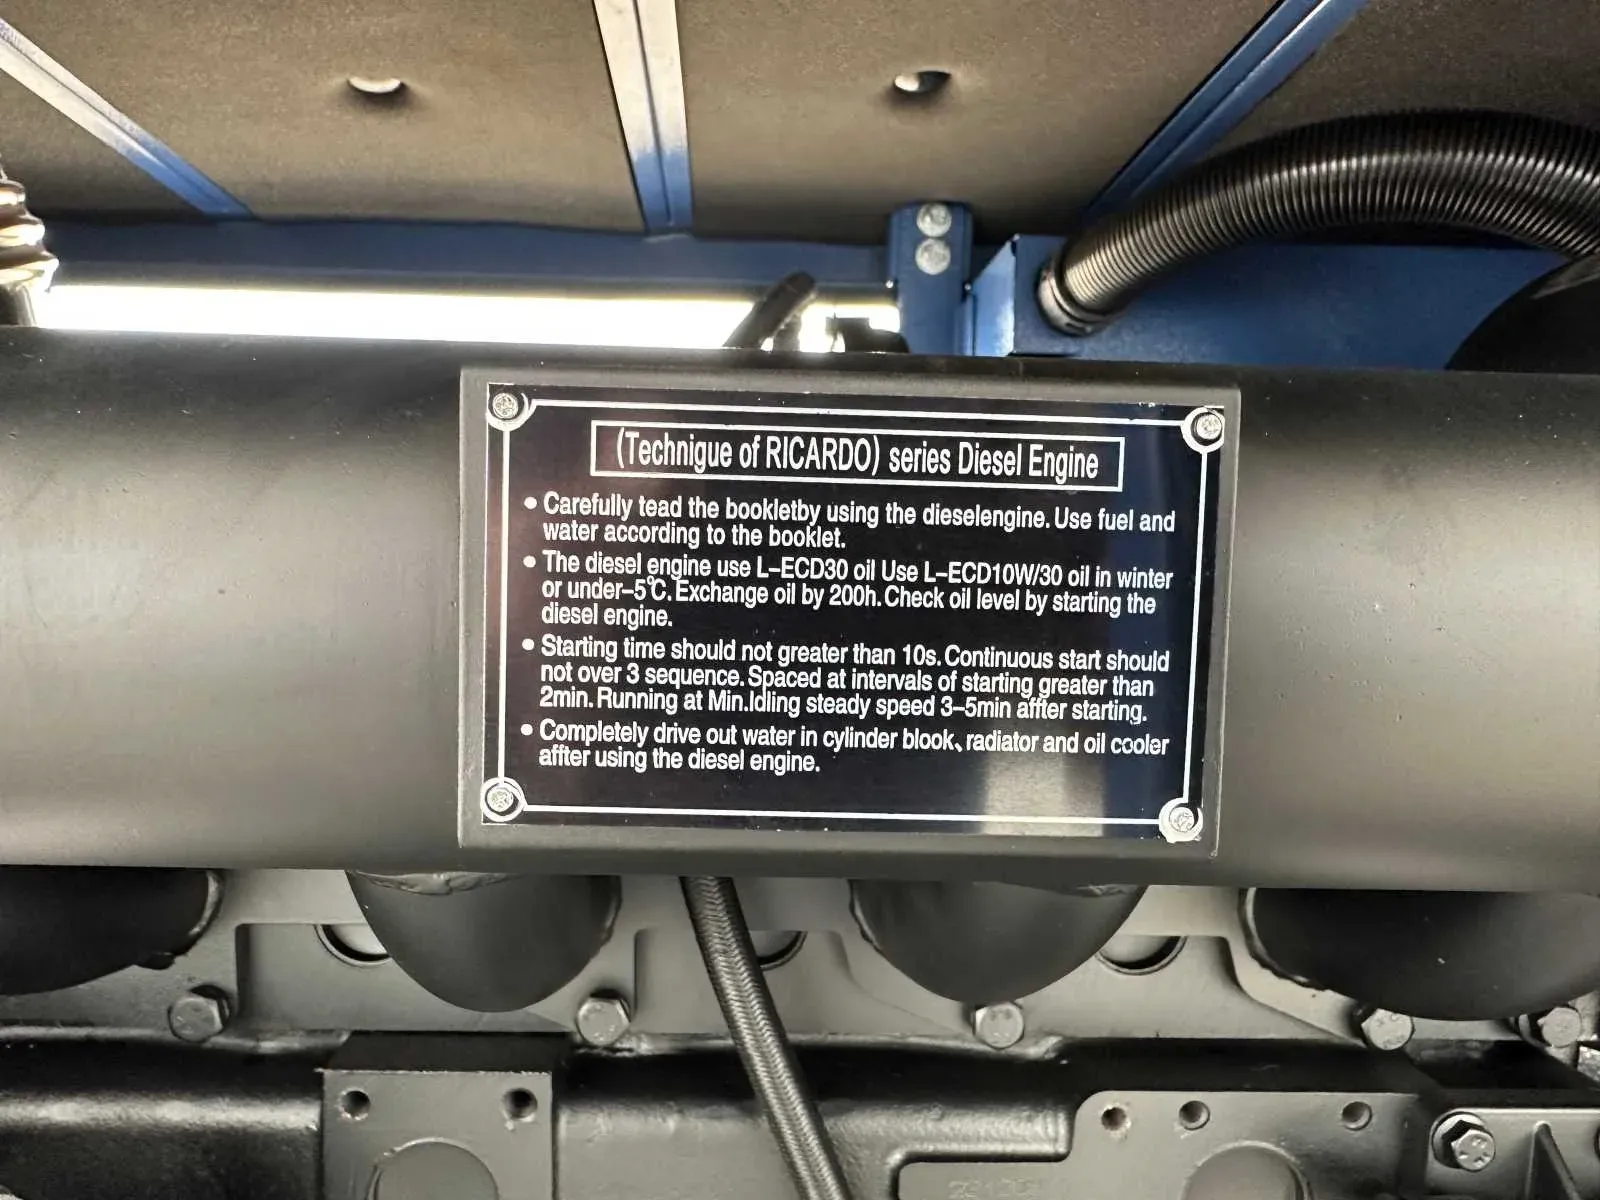 (Technigue of RICARDO) series Diesel Engine
• Carefully tead the bookletby using the dieselengine. Use fuel and
water according to the booklet.
• The diesel engine use L-ECD30 oil Use L-ECD10W/30 oil in winter
or under-5℃. Exchange oil by 200h. Check oil level by starting the
diesel engine.
• Starting time should not greater than 10s. Continuous start should
not over 3 sequence. Spaced at intervals of starting greater than
2min. Running at Min.Idling steady speed 3-5min affter starting.
• Completely drive out water in cylinder blook、radiator and oil cooler
affter using the diesel engine.